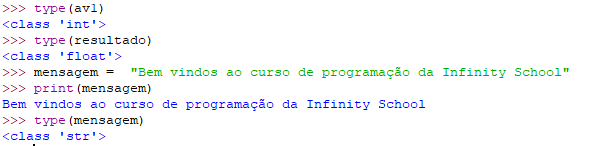 >>> type(av1)
<class 'int'>
>>> type(resultado)
<class 'float'>
>>> mensagem =  "Bem vindos ao curso de programação da Infinity School"
>>> print(mensagem)
Bem vindos ao curso de programação da Infinity School
>>> type(mensagem)
<class 'str'>